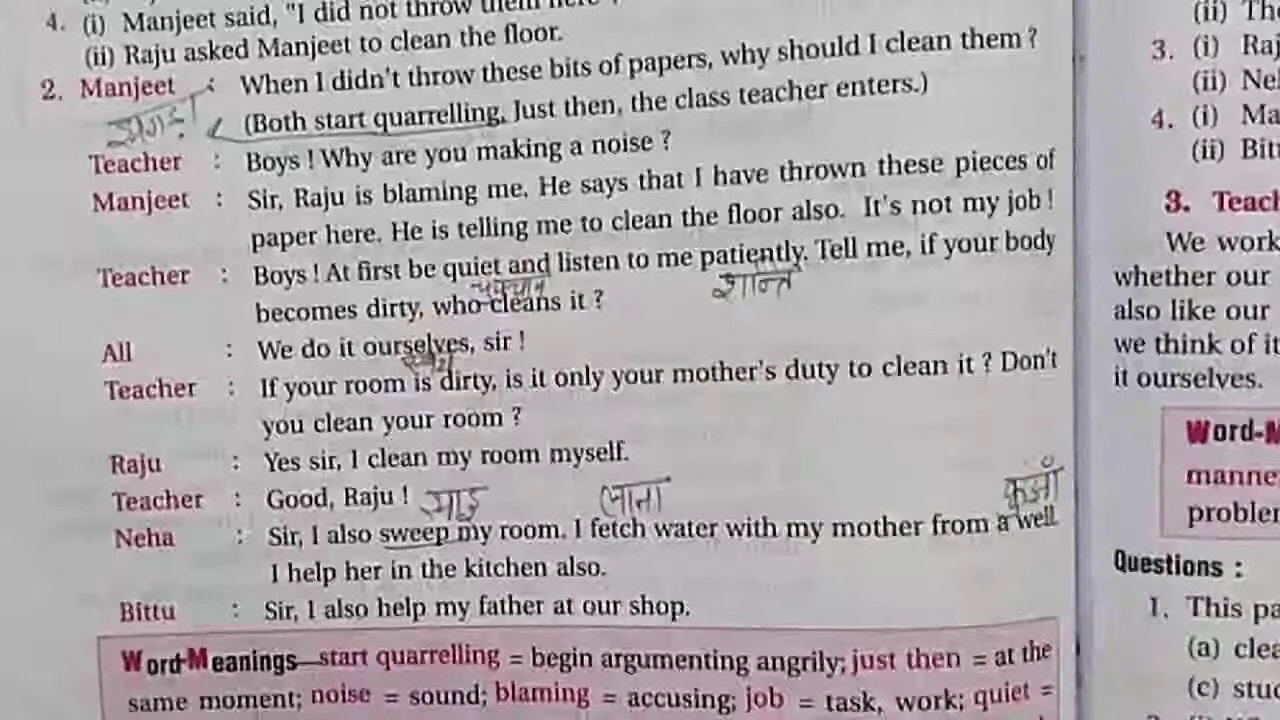 4. (i) Manjeet said, "I did not throw them here".
(ii) Raju asked Manjeet to clean the floor.
2. Manjeet : When I didn't throw these bits of papers, why should I clean them ?
(Both start quarrelling. Just then, the class teacher enters.)
Teacher : Boys ! Why are you making a noise ?
Manjeet : Sir, Raju is blaming me. He says that I have thrown these pieces of
paper here. He is telling me to clean the floor also. It's not my job !
Teacher : Boys ! At first be quiet and listen to me patiently. Tell me, if your body
चुपचाप शान्त
becomes dirty, who cleans it ?
All : We do it ourselves, sir !
Teacher : If your room is dirty, is it only your mother's duty to clean it ? Don't
you clean your room ?
Raju : Yes sir, I clean my room myself.
Teacher : Good, Raju !
लाना कुआँ
Neha : Sir, I also sweep my room. I fetch water with my mother from a well.
I help her in the kitchen also.
Bittu : Sir, I also help my father at our shop.
Word-Meanings—start quarrelling = begin argumenting angrily; just then = at the
same moment; noise = sound; blaming = accusing; job = task, work; quiet =
(ii)
3. (i) Raj
(ii) Neh
4. (i) Ma
(ii) Bitt
3. Teach
We work
whether our
also like our
we think of it
it ourselves.
Word-M
manne
problem
Questions :
1. This pa
(a) clea
(c) stud